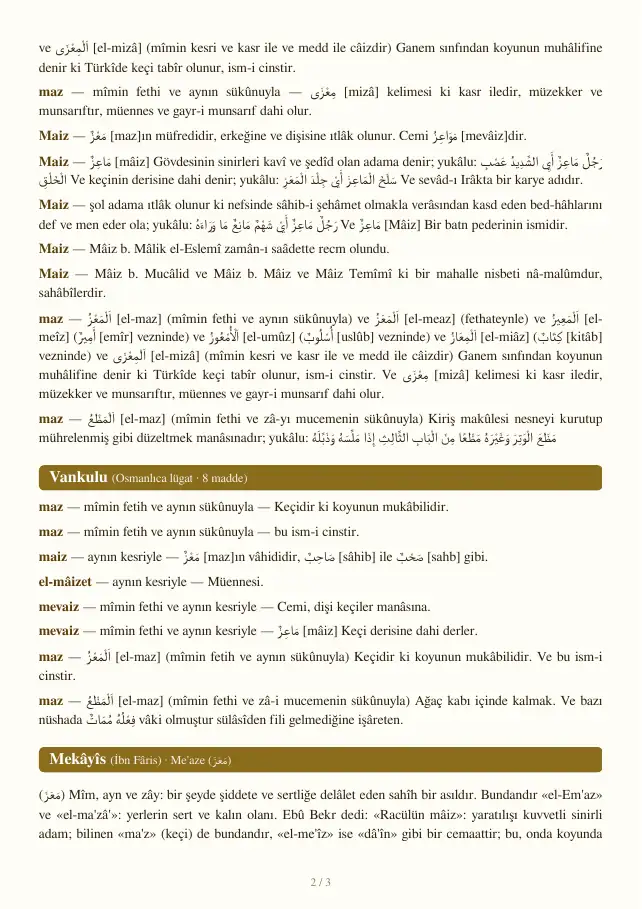 ve اَلْمِعْزَى [el-mizâ] (mîmin kesri ve kasr ile ve medd ile câizdir) Ganem sınfından koyunun muhâlifine
denir ki Türkîde keçi tabîr olunur, ism-i cinstir.
maz — mîmin fethi ve aynın sükûnuyla — مِعْزَى [mizâ] kelimesi ki kasr iledir, müzekker ve
munsarıftır, müennes ve gayr-i munsarıf dahi olur.
Maiz — مَعْزٌ [maz]ın müfredidir, erkeğine ve dişisine ıtlâk olunur. Cemi مَوَاعِزُ [mevâiz]dir.
Maiz — مَاعِزٌ [mâiz] Gövdesinin sinirleri kavî ve şedîd olan adama denir; yukâlu: رَجُلٌ مَاعِزٌ أَيِ الشَّدِيدُ عَصْبِ
الْخَلْقِ Ve keçinin derisine dahi denir; yukâlu: سَلَخَ الْمَاعِزَ أَيْ جِلْدَ الْمَعْزِ Ve sevâd-ı Irâkta bir karye adıdır.
Maiz — şol adama ıtlâk olunur ki nefsinde sâhib-i şehâmet olmakla verâsından kasd eden bed-hâhlarını
def ve men eder ola; yukâlu: رَجُلٌ مَاعِزٌ أَيْ شَهْمٌ مَانِعٌ مَا وَرَاءَهُ Ve مَاعِزٌ [Mâiz] Bir batn pederinin ismidir.
Maiz — Mâiz b. Mâlik el-Eslemî zamân-ı saâdette recm olundu.
Maiz — Mâiz b. Mucâlid ve Mâiz b. Mâiz ve Mâiz Temîmî ki bir mahalle nisbeti nâ-malûmdur,
sahâbîlerdir.
maz — اَلْمَعْزُ [el-maz] (mîmin fethi ve aynın sükûnuyla) ve اَلْمَعَزُ [el-meaz] (fethateynle) ve اَلْمَعِيزُ [el-
meîz] (أَمِيرٌ [emîr] vezninde) ve اَلْأُمْعُوزُ [el-umûz] (أُسْلُوبٌ [uslûb] vezninde) ve اَلْمِعَازُ [el-miâz] (كِتَابٌ [kitâb]
vezninde) ve اَلْمِعْزَى [el-mizâ] (mîmin kesri ve kasr ile ve medd ile câizdir) Ganem sınfından koyunun
muhâlifine denir ki Türkîde keçi tabîr olunur, ism-i cinstir. Ve مِعْزَى [mizâ] kelimesi ki kasr iledir,
müzekker ve munsarıftır, müennes ve gayr-i munsarıf dahi olur.
maz — اَلْمَظْعُ [el-maz] (mîmin fethi ve zâ-yı mucemenin sükûnuyla) Kiriş makûlesi nesneyi kurutup
mührelenmiş gibi düzeltmek manâsınadır; yukâlu: مَظَعَ الْوَتَرَ وَغَيْرَهُ مَظْعًا مِنَ الْبَابِ الثَّالِثِ إِذَا مَلَّسَهُ وَذَبَّلَهُ
Vankulu (Osmanlıca lügat · 8 madde)
maz — mîmin fetih ve aynın sükûnuyla — Keçidir ki koyunun mukâbilidir.
maz — mîmin fetih ve aynın sükûnuyla — bu ism-i cinstir.
maiz — aynın kesriyle — مَعْزٌ [maz]ın vâhididir, صَاحِبٌ [sâhib] ile صَحْبٌ [sahb] gibi.
el-mâizet — aynın kesriyle — Müennesi.
mevaiz — mîmin fethi ve aynın kesriyle — Cemi, dişi keçiler manâsına.
mevaiz — mîmin fethi ve aynın kesriyle — مَاعِزٌ [mâiz] Keçi derisine dahi derler.
maz — اَلْمَعْزُ [el-maz] (mîmin fetih ve aynın sükûnuyla) Keçidir ki koyunun mukâbilidir. Ve bu ism-i
cinstir.
maz — اَلْمَظْعُ [el-maz] (mîmin fethi ve zâ-i mucemenin sükûnuyla) Ağaç kabı içinde kalmak. Ve bazı
nüshada فِعْلُهُ مُمَاتٌ vâki olmuştur sülâsîden fili gelmediğine işâreten.
Mekâyîs (İbn Fâris) · Me'aze (مَعَزَ)
(مَعَزَ) Mîm, ayn ve zây: bir şeyde şiddete ve sertliğe delâlet eden sahîh bir asıldır. Bundandır «el-Em'az»
ve «el-ma'zâ'»: yerlerin sert ve kalın olanı. Ebû Bekr dedi: «Racülün mâiz»: yaratılışı kuvvetli sinirli
adam; bilinen «ma'z» (keçi) de bundandır, «el-me'îz» ise «dâ'în» gibi bir cemaattir; bu, onda koyunda
2 / 3